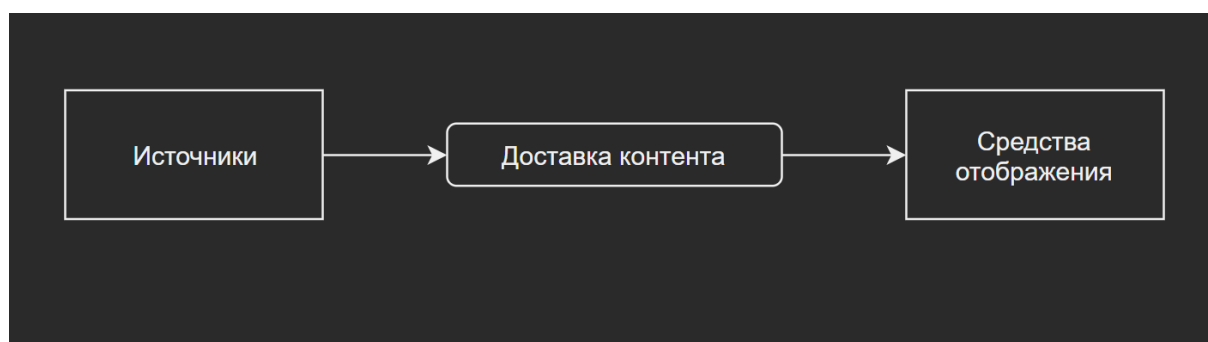 Источники
Доставка контента
Средства
отображения